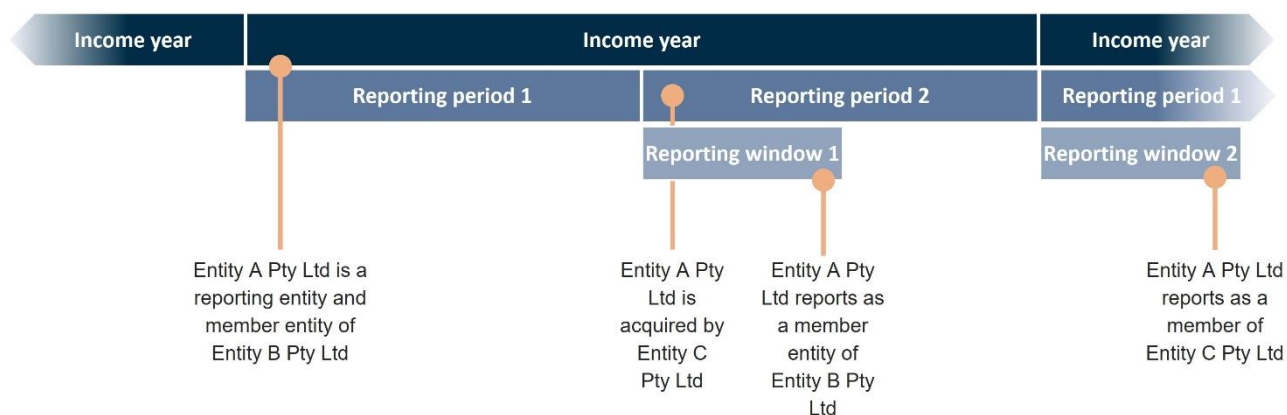 Income year
Income year
Income year
Reporting period 1
Reporting period 2
Reporting period 1
Reporting window 1
Reporting window 2
Entity A Pty Ltd is a
reporting entity and
member entity of
Entity B Pty Ltd
Entity A Pty
Ltd is
acquired by
Entity C
Pty Ltd
Entity A Pty
Ltd reports as
a member
entity of
Entity B Pty
Ltd
Entity A Pty Ltd
reports as a
member of
Entity C Pty Ltd